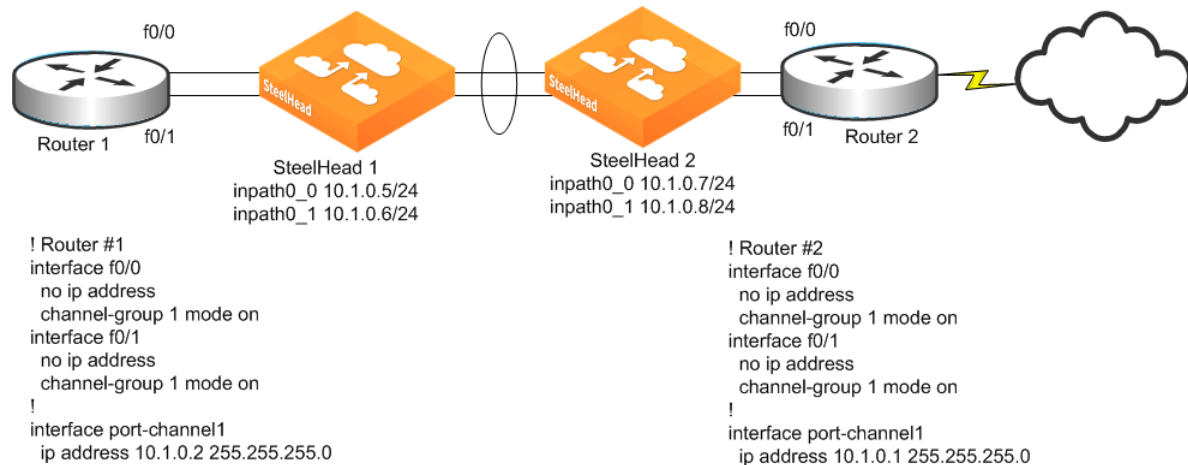 f0/0
f0/1
Router 1
SteelHead
SteelHead
f0/0
f0/1
Router 2
SteelHead 1
inpath0_0 10.1.0.5/24
inpath0_1 10.1.0.6/24
SteelHead 2
inpath0_0 10.1.0.7/24
inpath0_1 10.1.0.8/24
! Router #1
interface f0/0
no ip address
channel-group 1 mode on
interface f0/1
no ip address
channel-group 1 mode on
!
interface port-channel1
ip address 10.1.0.2 255.255.255.0
! Router #2
interface f0/0
no ip address
channel-group 1 mode on
interface f0/1
no ip address
channel-group 1 mode on
!
interface port-channel1
ip address 10.1.0.1 255.255.255.0